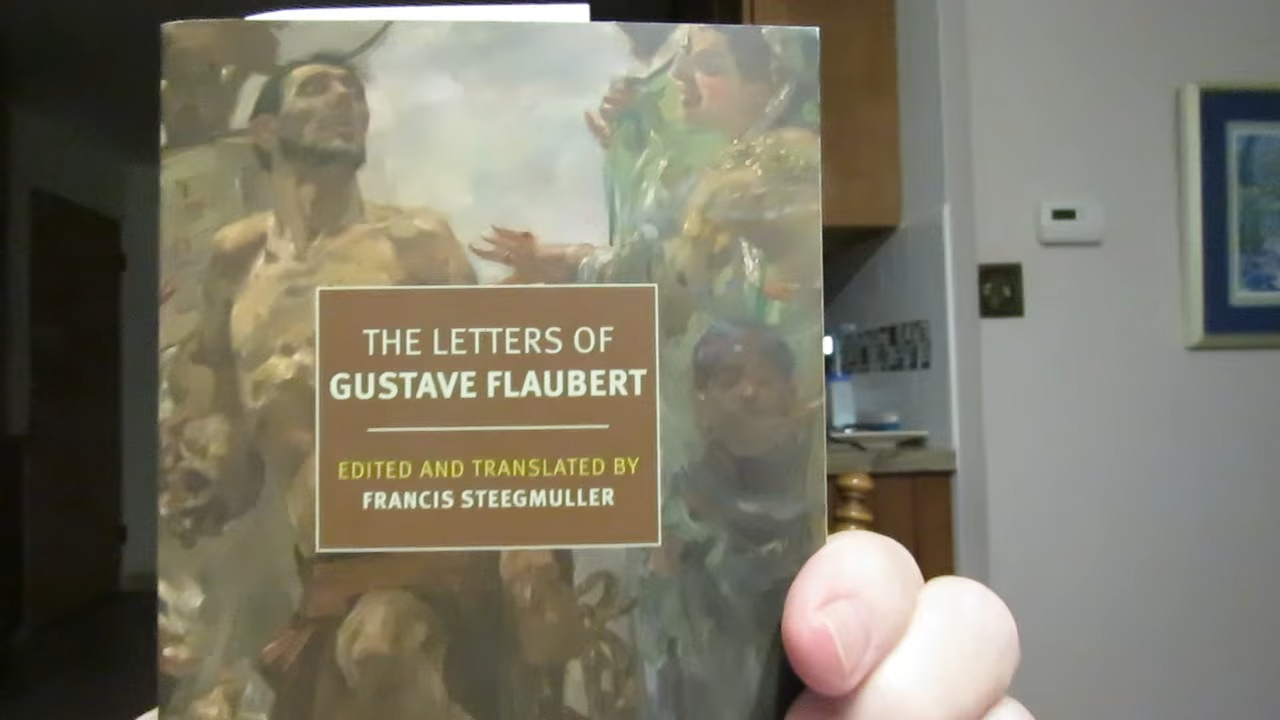 THE LETTERS OF
GUSTAVE FLAUBERT
EDITED AND TRANSLATED BY
FRANCIS STEEGMULLER